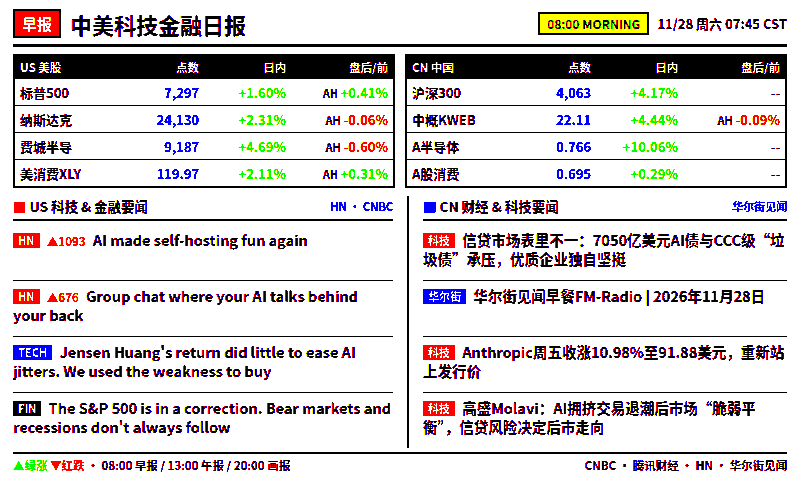 早报 中美科技金融日报 08:00 MORNING 11/28 周六 07:45 CST
US 美股 点数 日内 盘后/前
标普500 7,297 +1.60% AH +0.41%
纳斯达克 24,130 +2.31% AH -0.06%
费城半导 9,187 +4.69% AH -0.60%
美消费XLY 119.97 +2.11% AH +0.31%
CN 中国 点数 日内 盘后/前
沪深300 4,063 +4.17% --
中概KWEB 22.11 +4.44% AH -0.09%
A半导体 0.766 +10.06% --
A股消费 0.695 +0.29% --
US 科技 & 金融要闻 HN · CNBC
HN ▲1093 AI made self-hosting fun again
HN ▲676 Group chat where your AI talks behind
your back
TECH Jensen Huang's return did little to ease AI
jitters. We used the weakness to buy
FIN The S&P 500 is in a correction. Bear markets and
recessions don't always follow
CN 财经 & 科技要闻 华尔街见闻
科技 信贷市场表里不一：7050亿美元AI债与CCC级“垃
圾债”承压，优质企业独自坚挺
华尔街 华尔街见闻早餐FM-Radio | 2026年11月28日
科技 Anthropic周五收涨10.98%至91.88美元，重新站
上发行价
科技 高盛Molavi：AI拥挤交易退潮后市场“脆弱平
衡”，信贷风险决定后市走向
▲绿涨 ▼红跌 · 08:00 早报 / 13:00 午报 / 20:00 画报 CNBC · 腾讯财经 · HN · 华尔街见闻